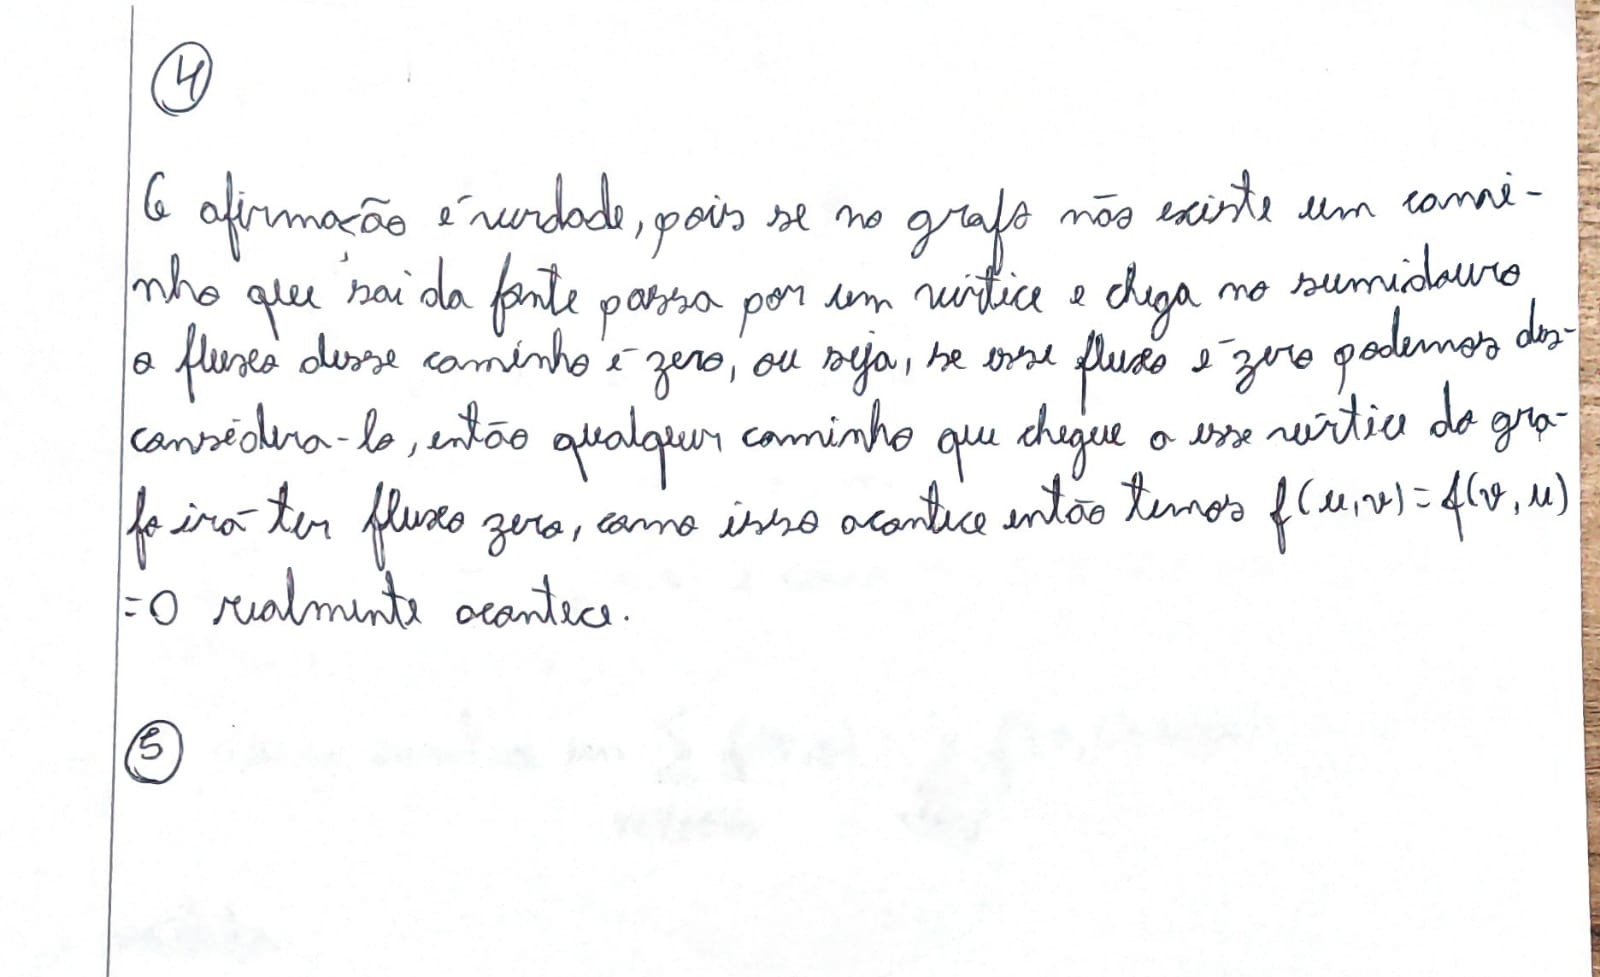 4
A afirmação é verdade, pois se no grafo não existe um cami-
nho que sai da fonte passa por um vértice e chega no sumidouro
o fluxo desse caminho é zero, ou seja, se esse fluxo é zero podemos des-
considera-lo, então qualquer caminho que chegue a esse vértice do gra-
fo irá ter fluxo zero, como isso acontece então temos f(u,v)=f(v,u)
=0 realmente acontece.
5